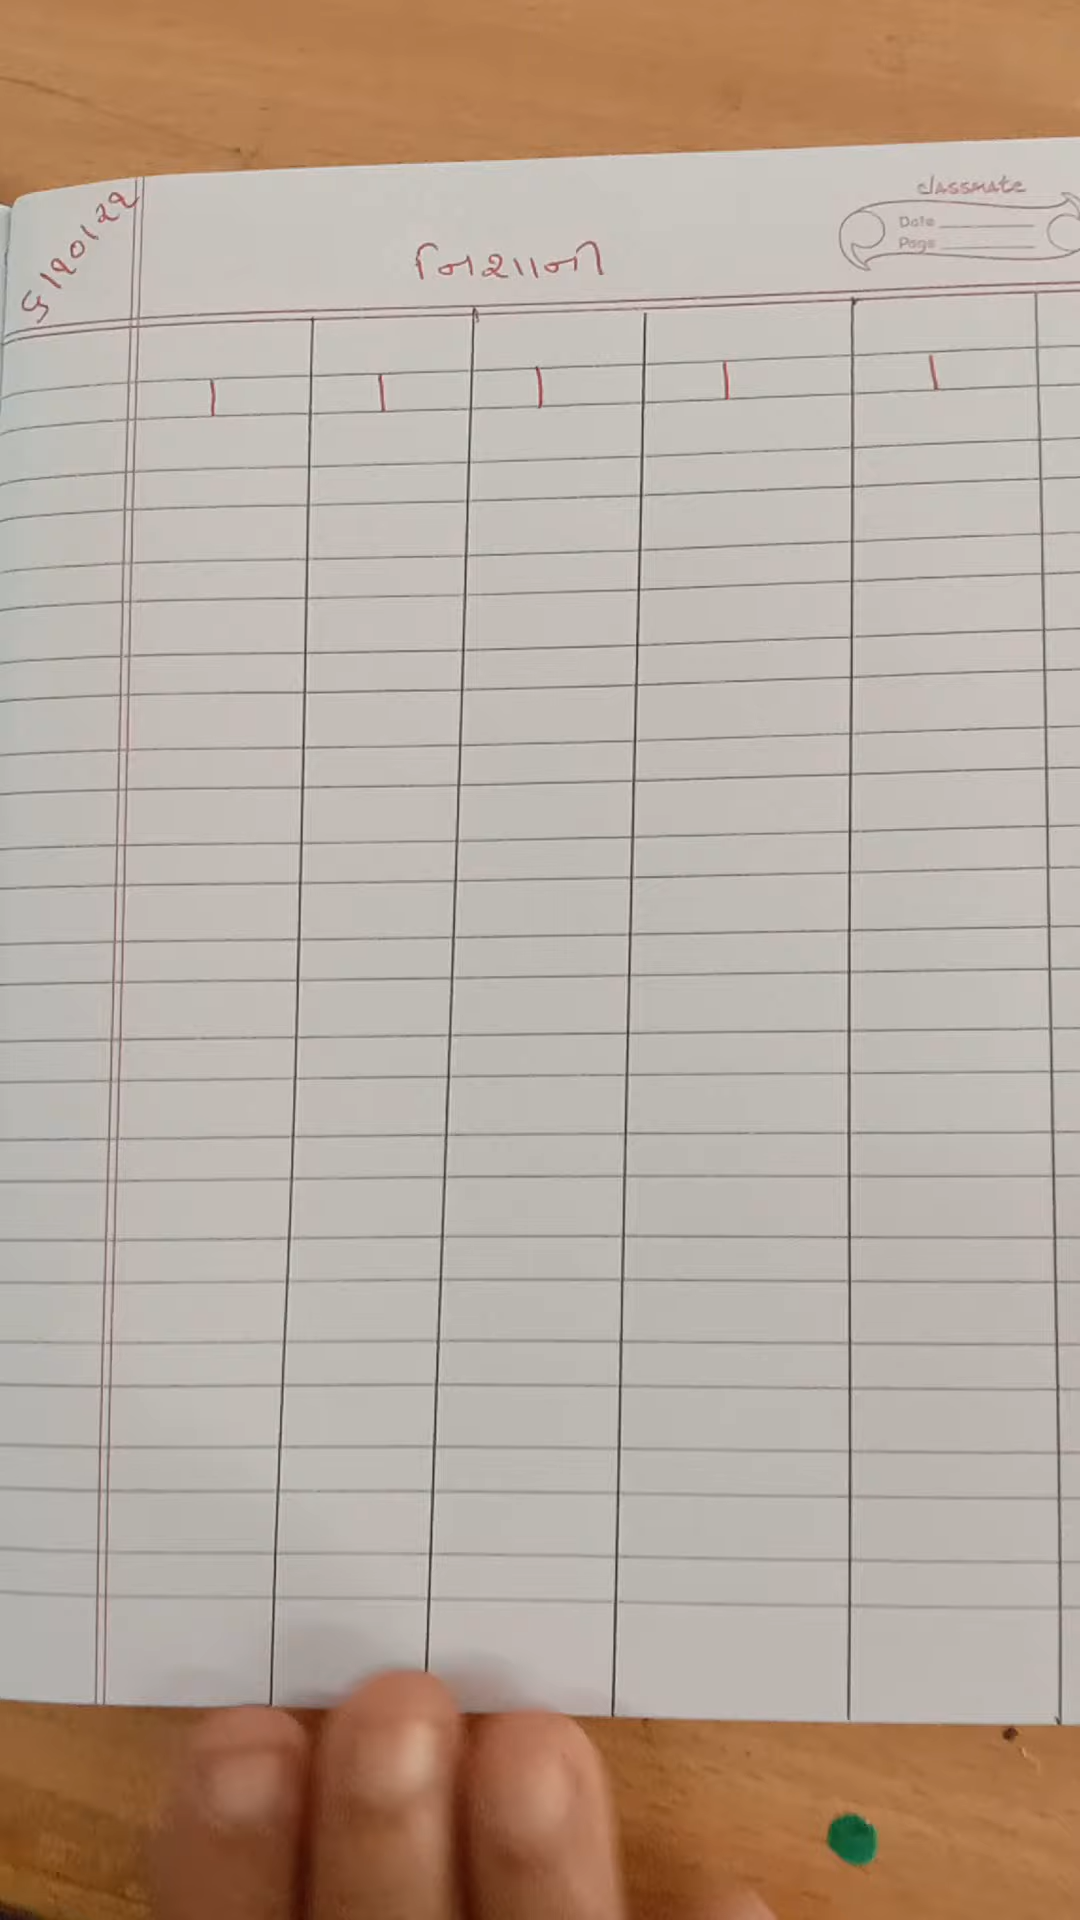 ૬/૧૦/૨૨
નિશાની
classmate
Date
Page
| | | | |